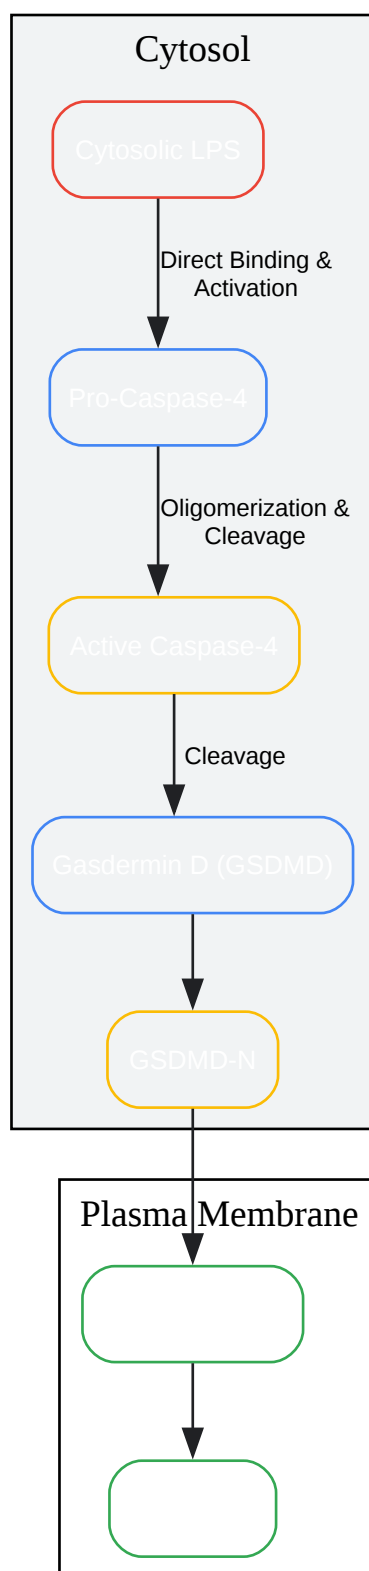 Cytosol
Cytosolic LPS
Direct Binding &
Activation
Pro-Caspase-4
Oligomerization &
Cleavage
Active Caspase-4
Cleavage
Gasdermin D (GSDMD)
GSDMD-N
Plasma Membrane